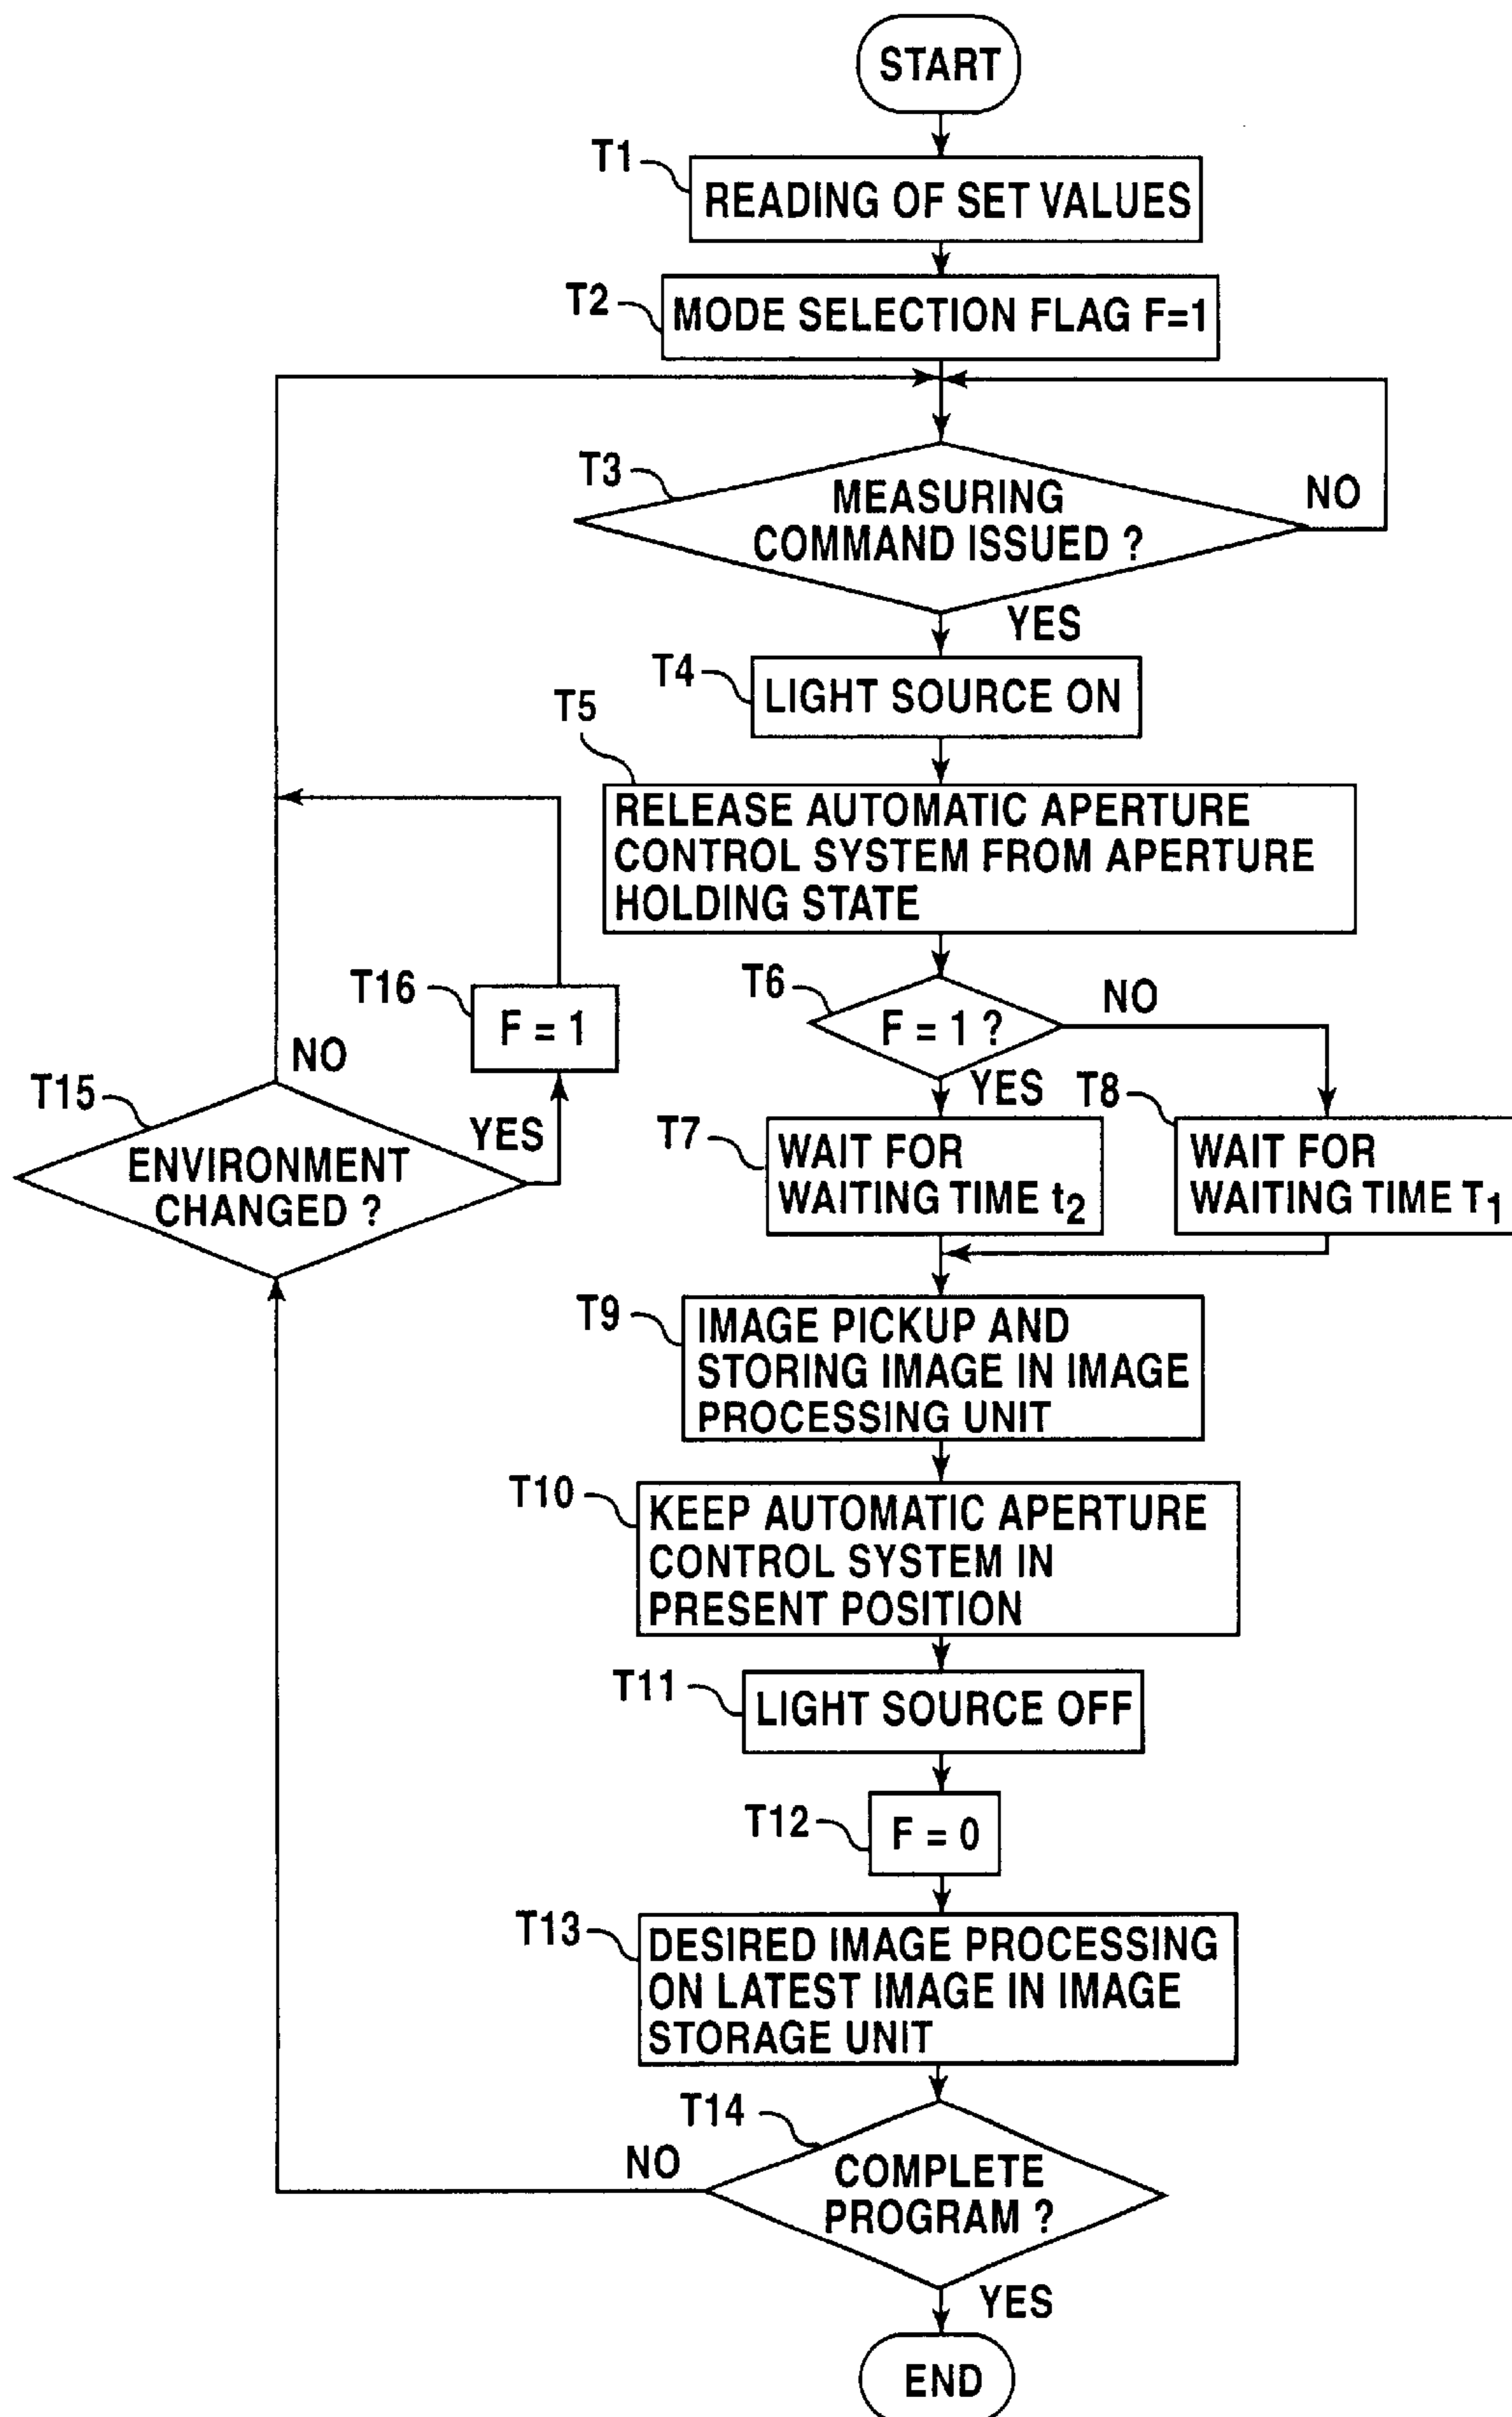 START
T1
READING OF SET VALUES
T2
MODE SELECTION FLAG F=1
T3
MEASURING
COMMAND ISSUED ?
NO
YES
T4
LIGHT SOURCE ON
T5
RELEASE AUTOMATIC APERTURE
CONTROL SYSTEM FROM APERTURE
HOLDING STATE
T6
F = 1 ?
NO
YES
T7
WAIT FOR
WAITING TIME t2
T8
WAIT FOR
WAITING TIME T1
T9
IMAGE PICKUP AND
STORING IMAGE IN IMAGE
PROCESSING UNIT
T10
KEEP AUTOMATIC APERTURE
CONTROL SYSTEM IN
PRESENT POSITION
T11
LIGHT SOURCE OFF
T12
F = 0
T13
DESIRED IMAGE PROCESSING
ON LATEST IMAGE IN IMAGE
STORAGE UNIT
T14
COMPLETE
PROGRAM ?
NO
YES
END
T15
ENVIRONMENT
CHANGED ?
NO
YES
T16
F = 1